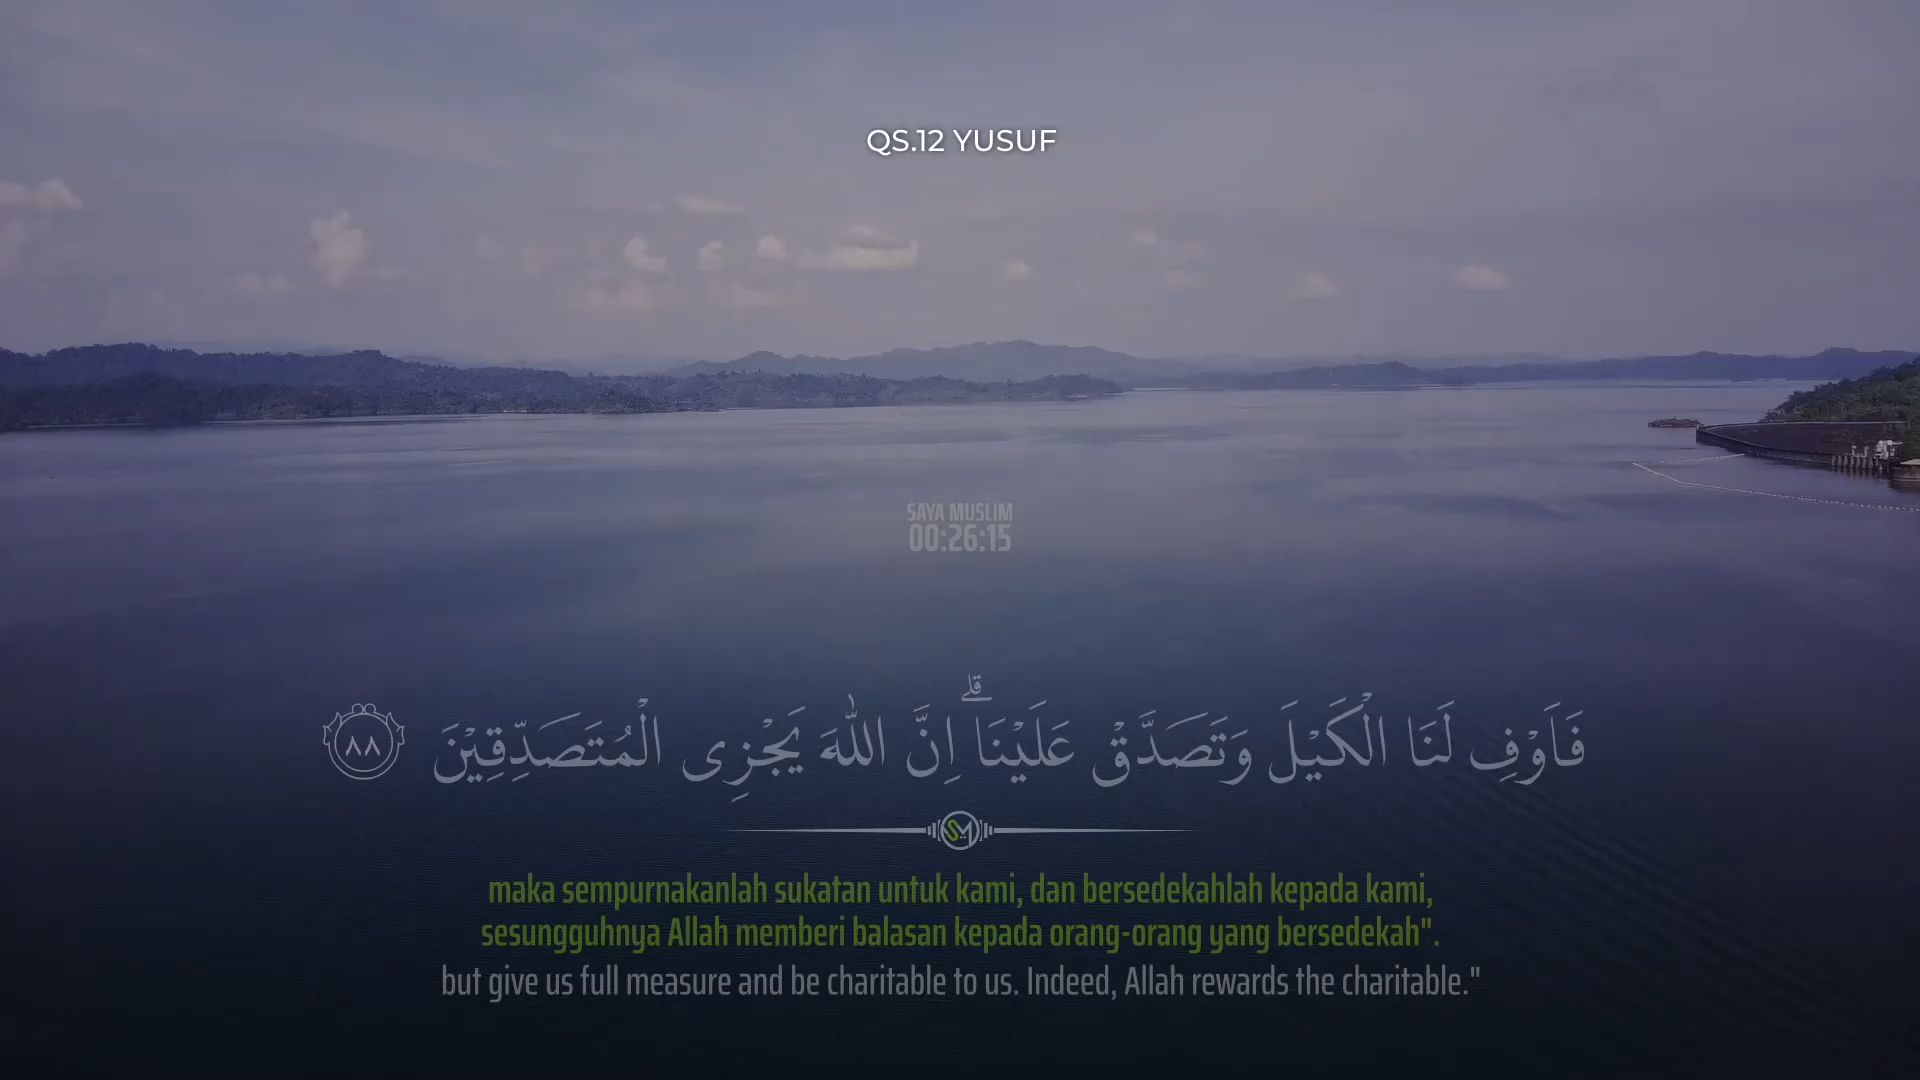 QS.12 YUSUF
SAYA MUSLIM
00:26:15
فَاَوْفِ لَنَا الْكَيْلَ وَتَصَدَّقْ عَلَيْنَاۗ اِنَّ اللّٰهَ يَجْزِى الْمُتَصَدِّقِيْنَ ٨٨
SM
maka sempurnakanlah sukatan untuk kami, dan bersedekahlah kepada kami,
sesungguhnya Allah memberi balasan kepada orang-orang yang bersedekah".
but give us full measure and be charitable to us. Indeed, Allah rewards the charitable."